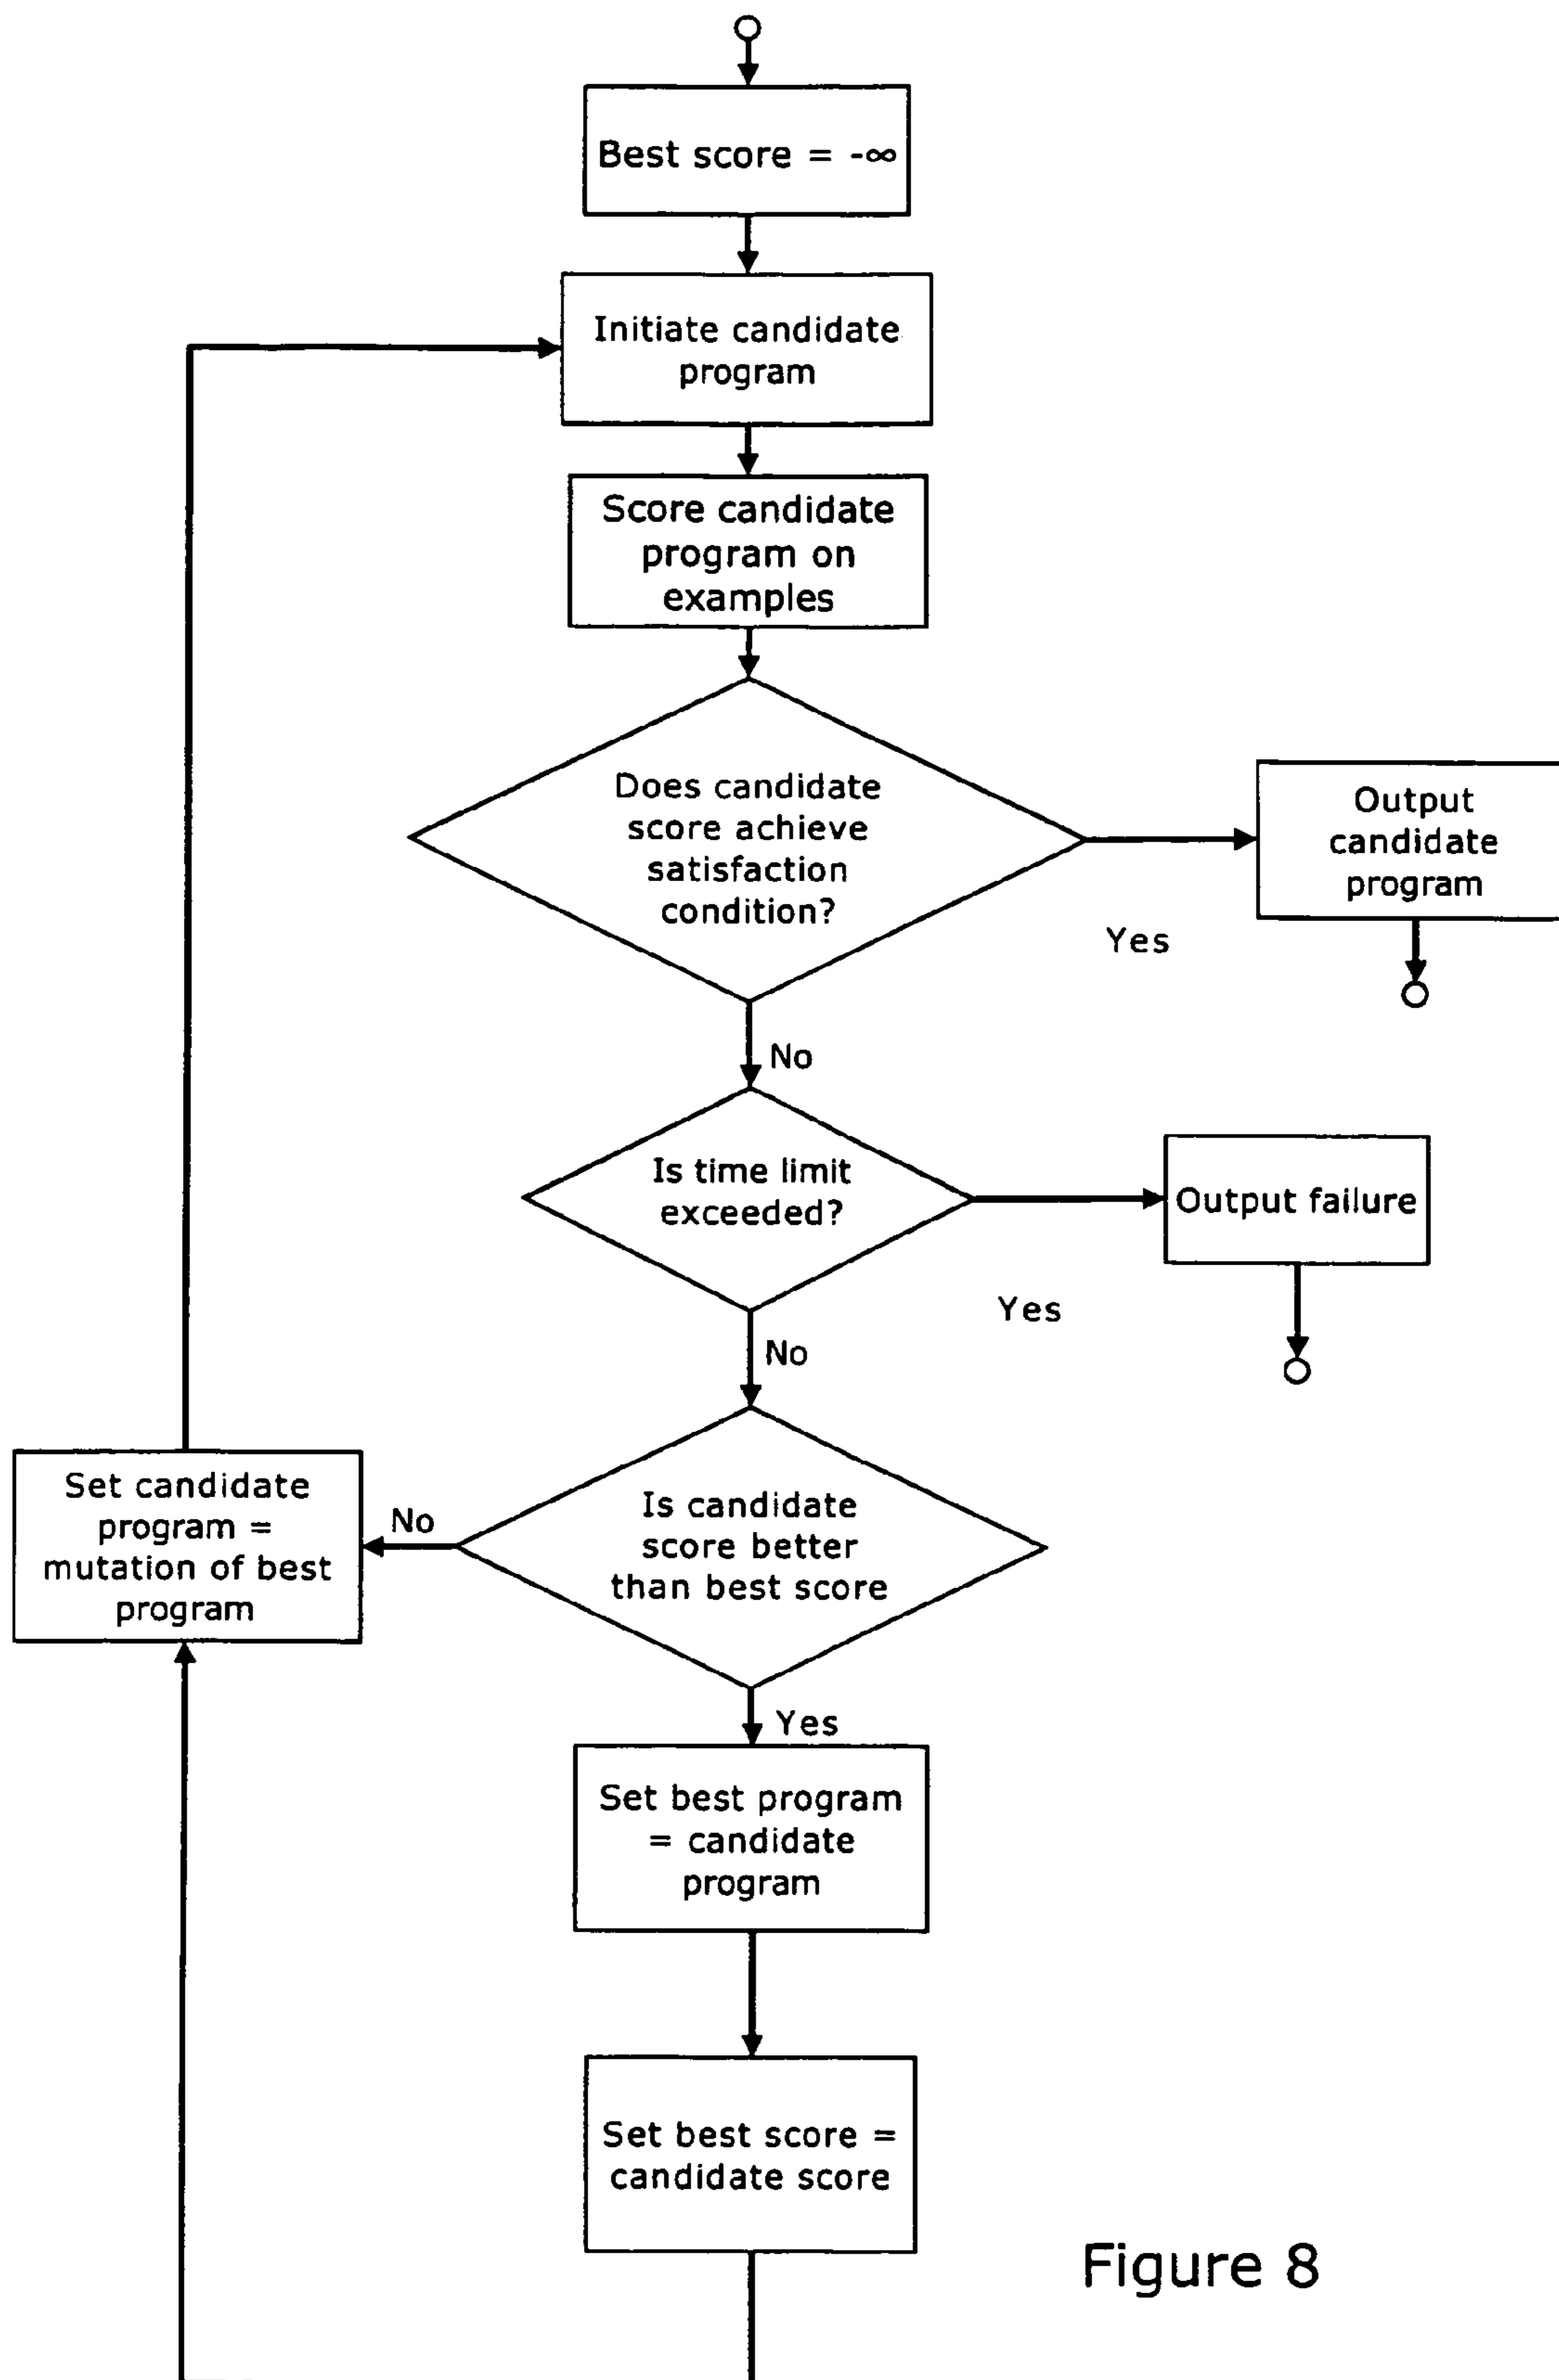 Best score = -∞
Initiate candidate
program
Score candidate
program on
examples
Does candidate
score achieve
satisfaction
condition?
Yes
Output
candidate
program
No
Is time limit
exceeded?
Yes
Output failure
No
Is candidate
score better
than best score
No
Set candidate
program =
mutation of best
program
Yes
Set best program
= candidate
program
Set best score =
candidate score
Figure 8